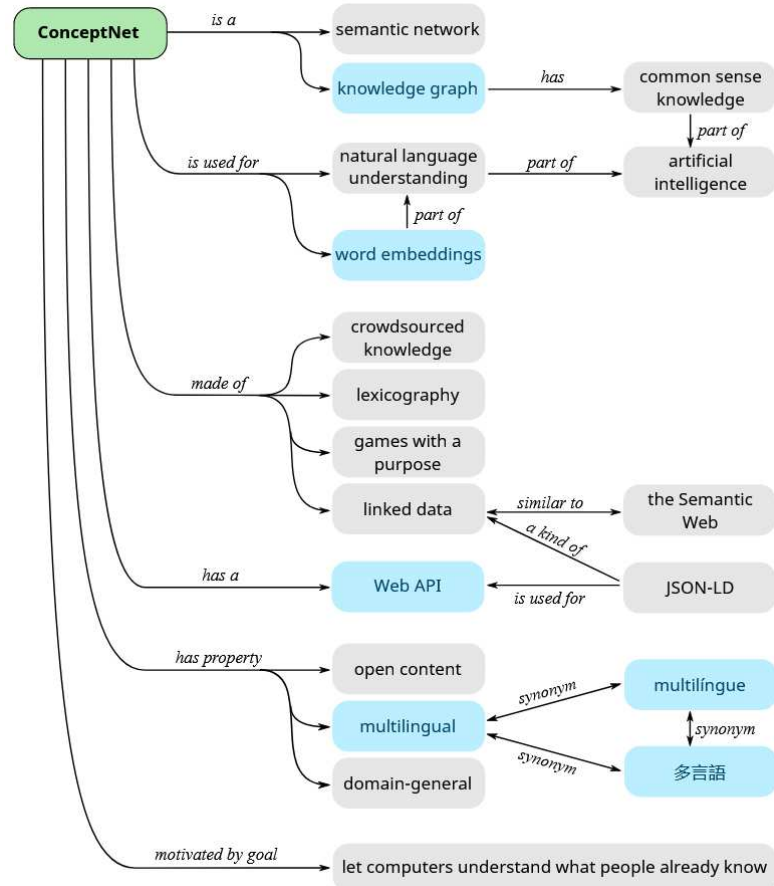 ConceptNet
is a
semantic network
knowledge graph
has
common sense
knowledge
part of
is used for
natural language
understanding
part of
artificial
intelligence
part of
word embeddings
made of
crowdsourced
knowledge
lexicography
games with a
purpose
linked data
similar to
the Semantic
Web
a kind of
has a
Web API
is used for
JSON-LD
has property
open content
multilingual
synonym
multilíngue
synonym
synonym
多言語
domain-general
motivated by goal
let computers understand what people already know